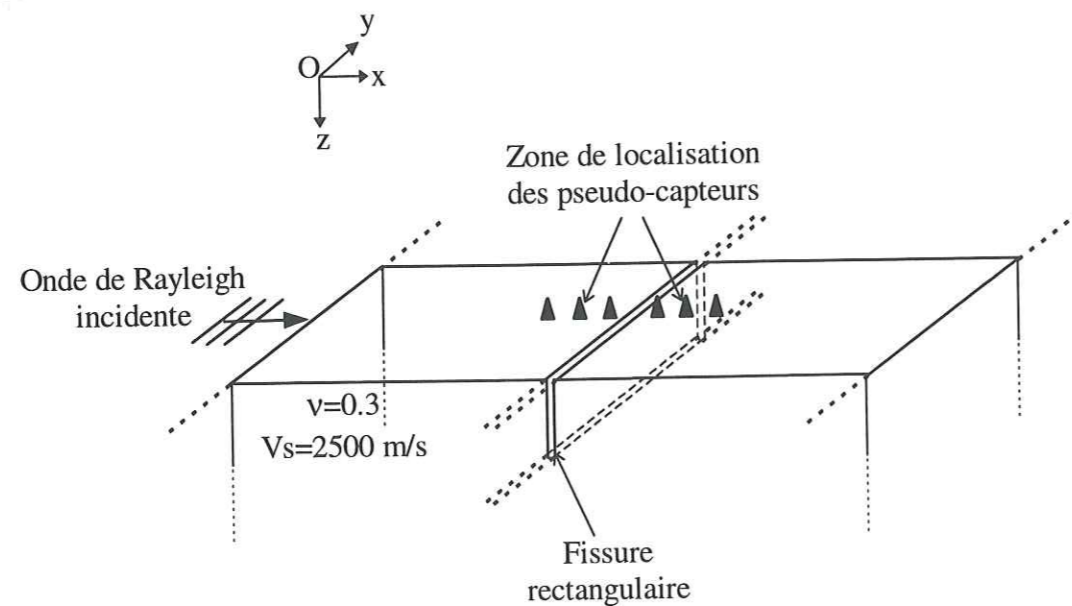 y
O
x
z
Zone de localisation
des pseudo-capteurs
Onde de Rayleigh
incidente
ν=0.3
Vs=2500 m/s
Fissure
rectangulaire